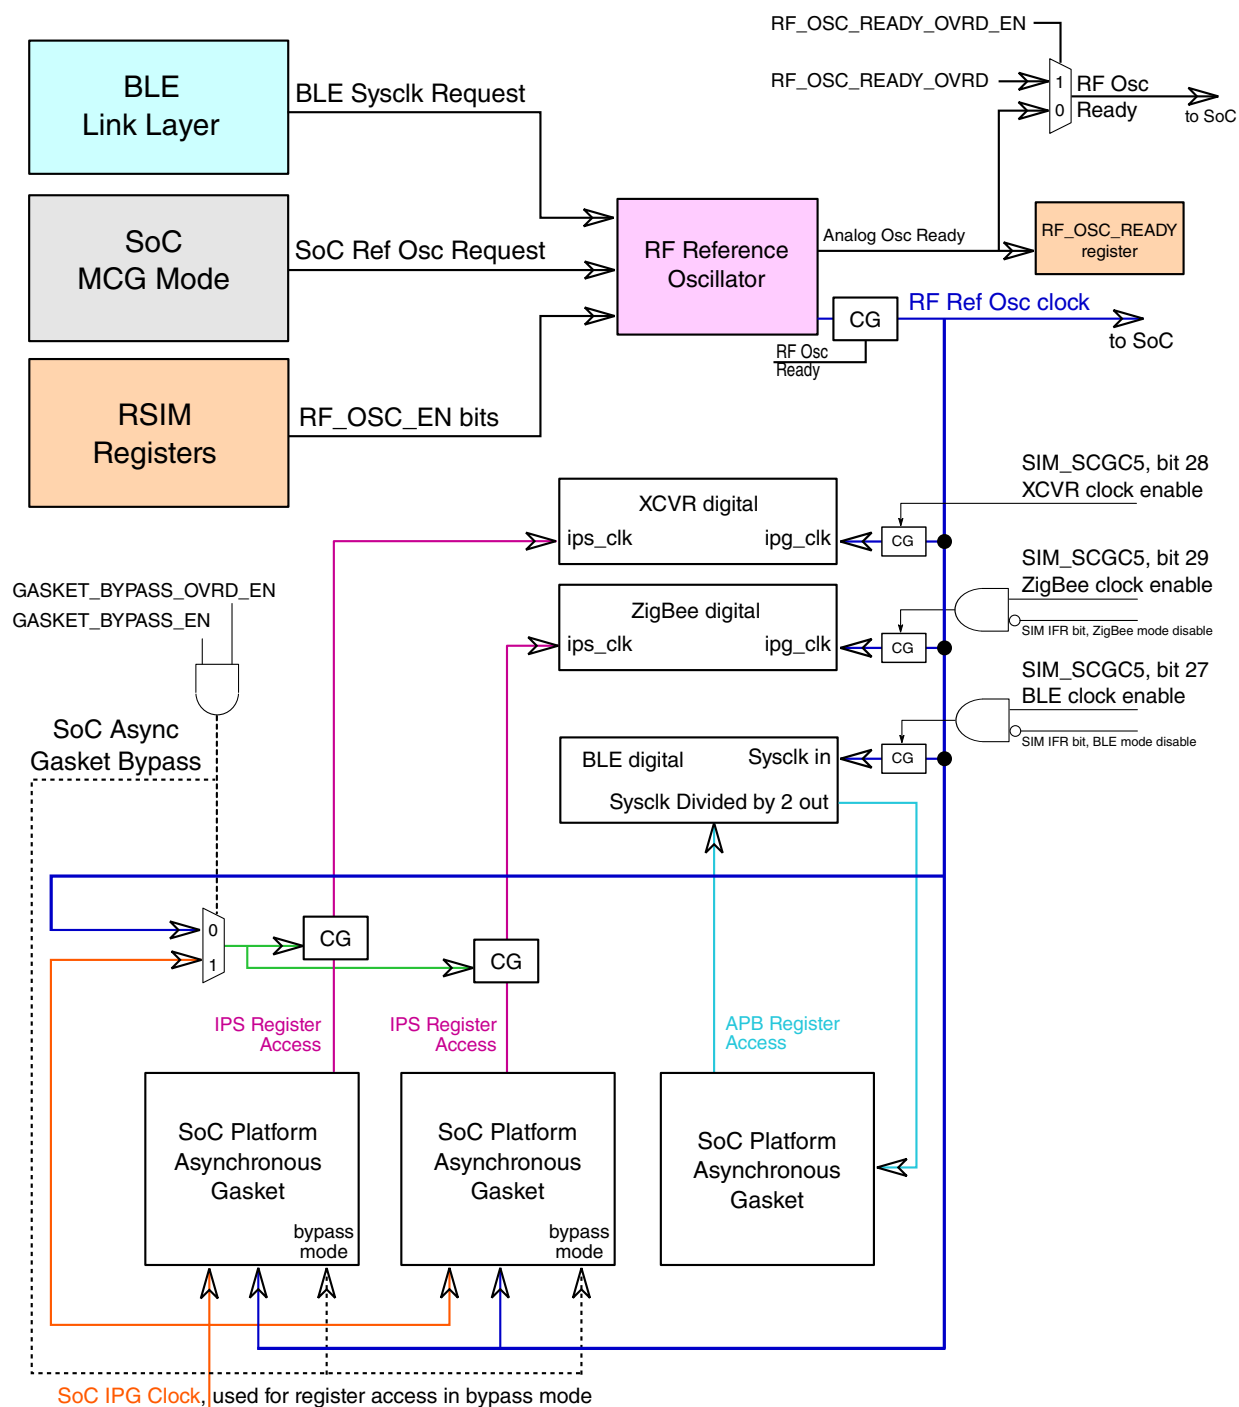 RF_OSC_READY_OVRD_EN
BLE
Link Layer
BLE Sysclk Request
RF_OSC_READY_OVRD
1
0
RF Osc
Ready
to SoC
SoC
MCG Mode
SoC Ref Osc Request
RF Reference
Oscillator
Analog Osc Ready
RF_OSC_READY
register
CG
RF Ref Osc clock
to SoC
RF Osc
Ready
RSIM
Registers
RF_OSC_EN bits
SIM_SCGC5, bit 28
XCVR clock enable
XCVR digital
ips_clk
ipg_clk
CG
SIM_SCGC5, bit 29
ZigBee clock enable
SIM IFR bit, ZigBee mode disable
GASKET_BYPASS_OVRD_EN
GASKET_BYPASS_EN
ZigBee digital
ips_clk
ipg_clk
CG
SIM_SCGC5, bit 27
BLE clock enable
SIM IFR bit, BLE mode disable
SoC Async
Gasket Bypass
BLE digital
Sysclk in
CG
Sysclk Divided by 2 out
0
1
CG
CG
IPS Register
Access
IPS Register
Access
APB Register
Access
SoC Platform
Asynchronous
Gasket
bypass
mode
SoC Platform
Asynchronous
Gasket
bypass
mode
SoC Platform
Asynchronous
Gasket
SoC IPG Clock, used for register access in bypass mode